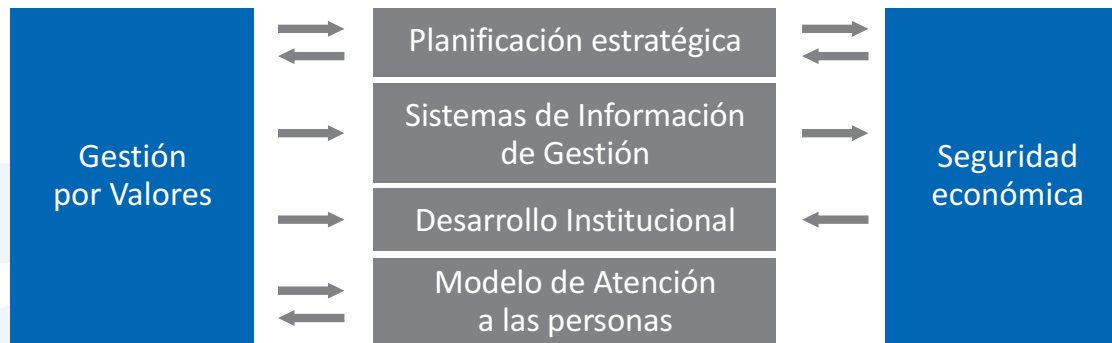 Gestión
por Valores
Planificación estratégica
Sistemas de Información
de Gestión
Desarrollo Institucional
Modelo de Atención
a las personas
Seguridad
económica